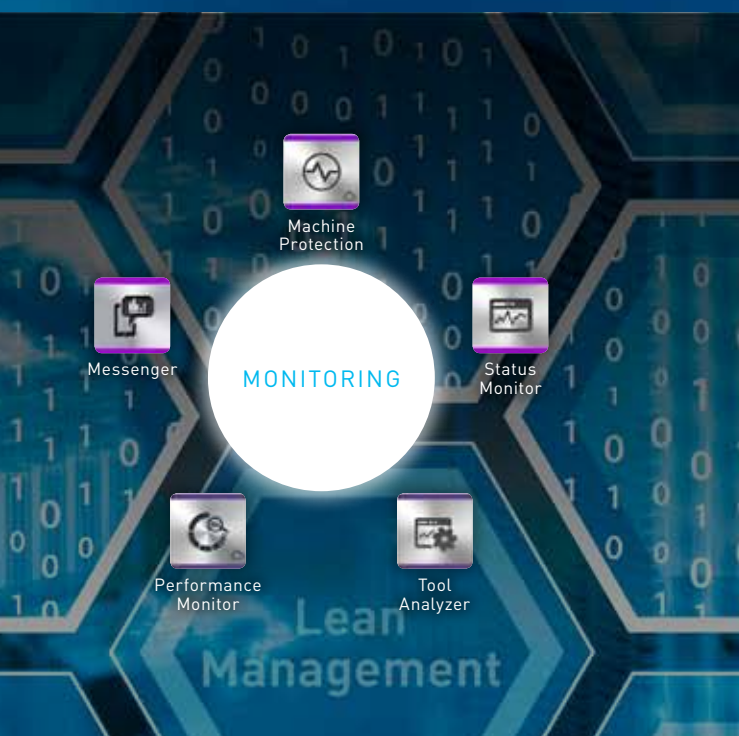 Machine
Protection
Messenger
MONITORING
Status
Monitor
Performance
Monitor
Tool
Analyzer
Lean
Management